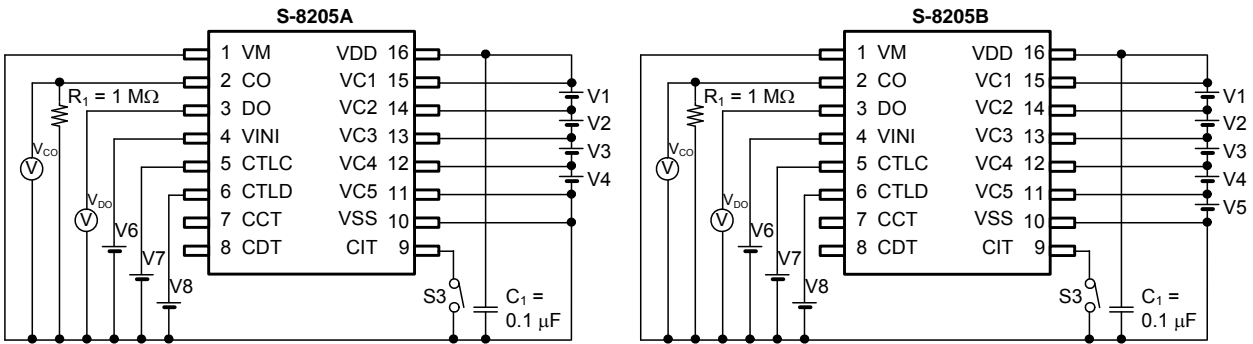 S-8205A
1 VM VDD 16
2 CO VC1 15
R₁ = 1 MΩ
3 DO VC2 14
4 VINI VC3 13
5 CTLC VC4 12
6 CTLD VC5 11
7 CCT VSS 10
8 CDT CIT 9
V1
V2
V3
V4
V_CO
V
V_DO
V
V6
V7
V8
S3
C₁ =
0.1 µF
S-8205B
1 VM VDD 16
2 CO VC1 15
R₁ = 1 MΩ
3 DO VC2 14
4 VINI VC3 13
5 CTLC VC4 12
6 CTLD VC5 11
7 CCT VSS 10
8 CDT CIT 9
V1
V2
V3
V4
V5
V_CO
V
V_DO
V
V6
V7
V8
S3
C₁ =
0.1 µF